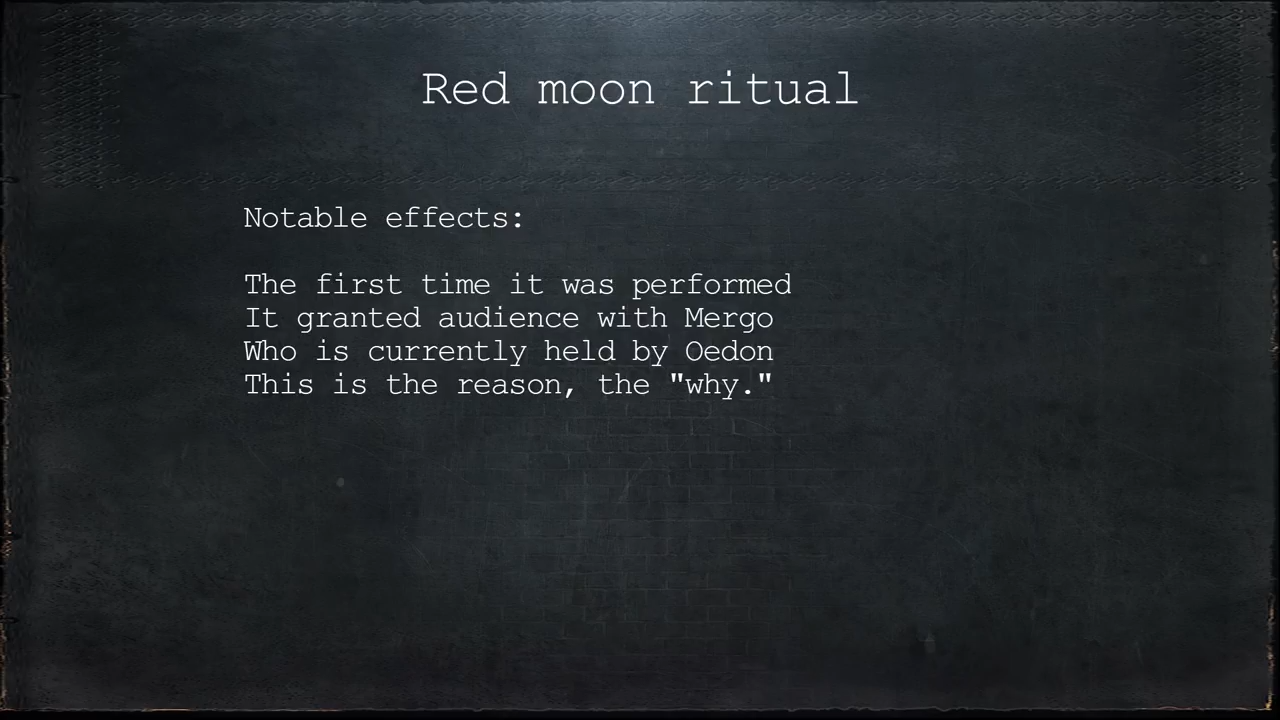 Red moon ritual
Notable effects:
The first time it was performed
It granted audience with Mergo
Who is currently held by Oedon
This is the reason, the "why."